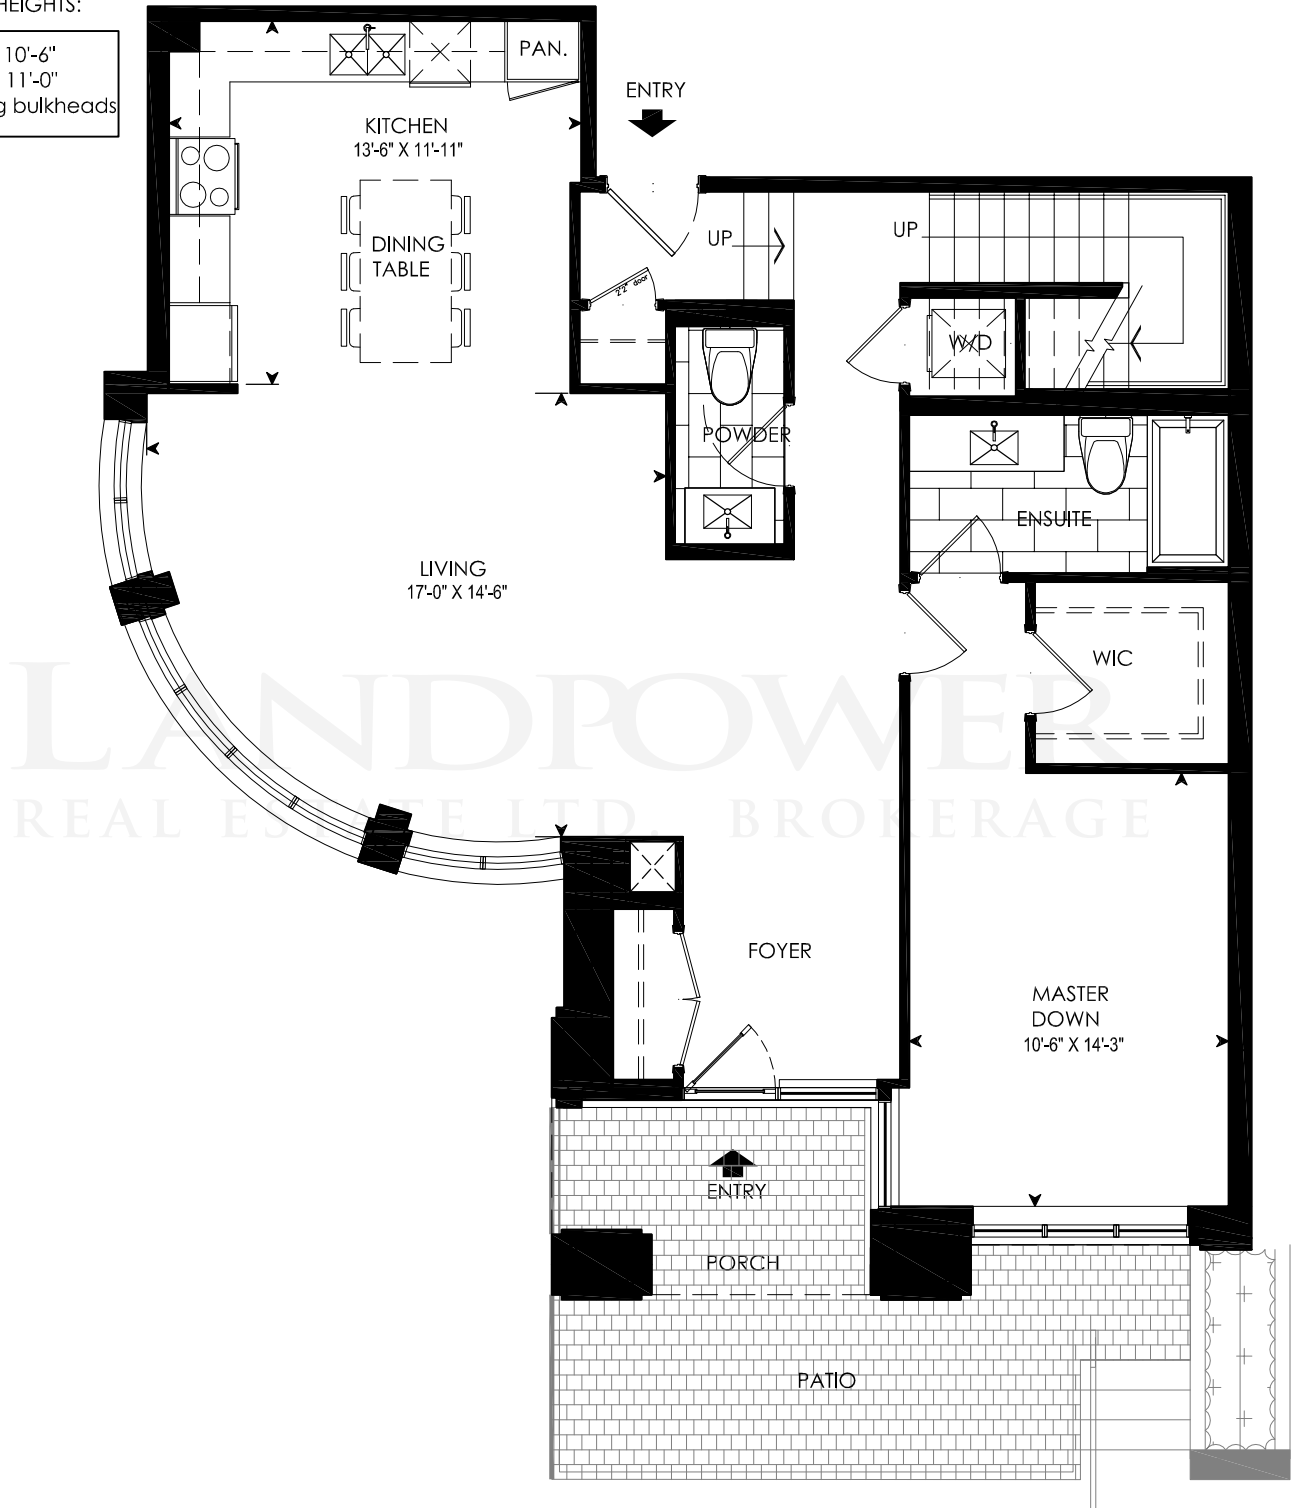 HEIGHTS:
10'-6"
11'-0"
bulkheads
PAN.
ENTRY
KITCHEN
13'-6" X 11'-11"
DINING
TABLE
UP
UP
2'2" door
W/D
POWDER
ENSUITE
LIVING
17'-0" X 14'-6"
WIC
LANDPOWER
REAL ESTATE LTD. BROKERAGE
FOYER
MASTER
DOWN
10'-6" X 14'-3"
ENTRY
PORCH
PATIO